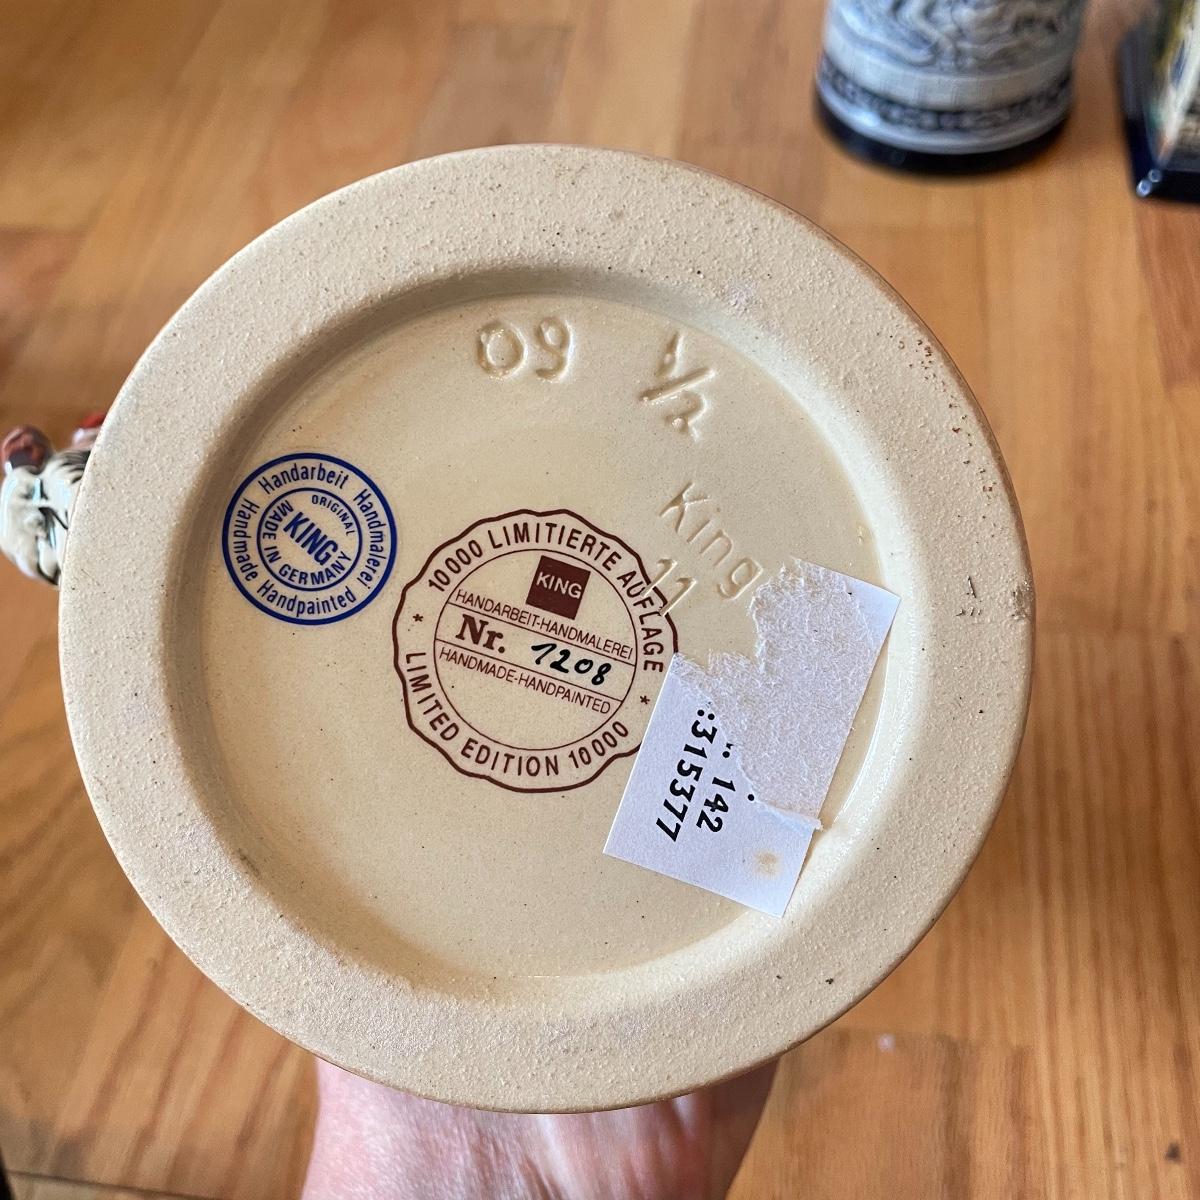 09 1/2
King
11
Handarbeit Handmalerei
Handmade Handpainted
ORIGINAL
KING
MADE IN GERMANY
10000 LIMITIERTE AUFLAGE
KING
HANDARBEIT-HANDMALEREI
Nr. 1208
HANDMADE-HANDPAINTED
* LIMITED EDITION 10000 *
142
:315377